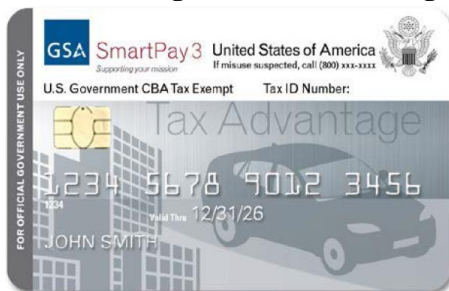 FOR OFFICIAL GOVERNMENT USE ONLY
GSA SmartPay 3
Supporting your mission
United States of America
If misuse suspected, call (800) xxx-xxxx
U.S. Government CBA Tax Exempt Tax ID Number:
Tax Advantage
1234 5678 9012 3456
1234
Valid Thru 12/31/26
JOHN SMITH